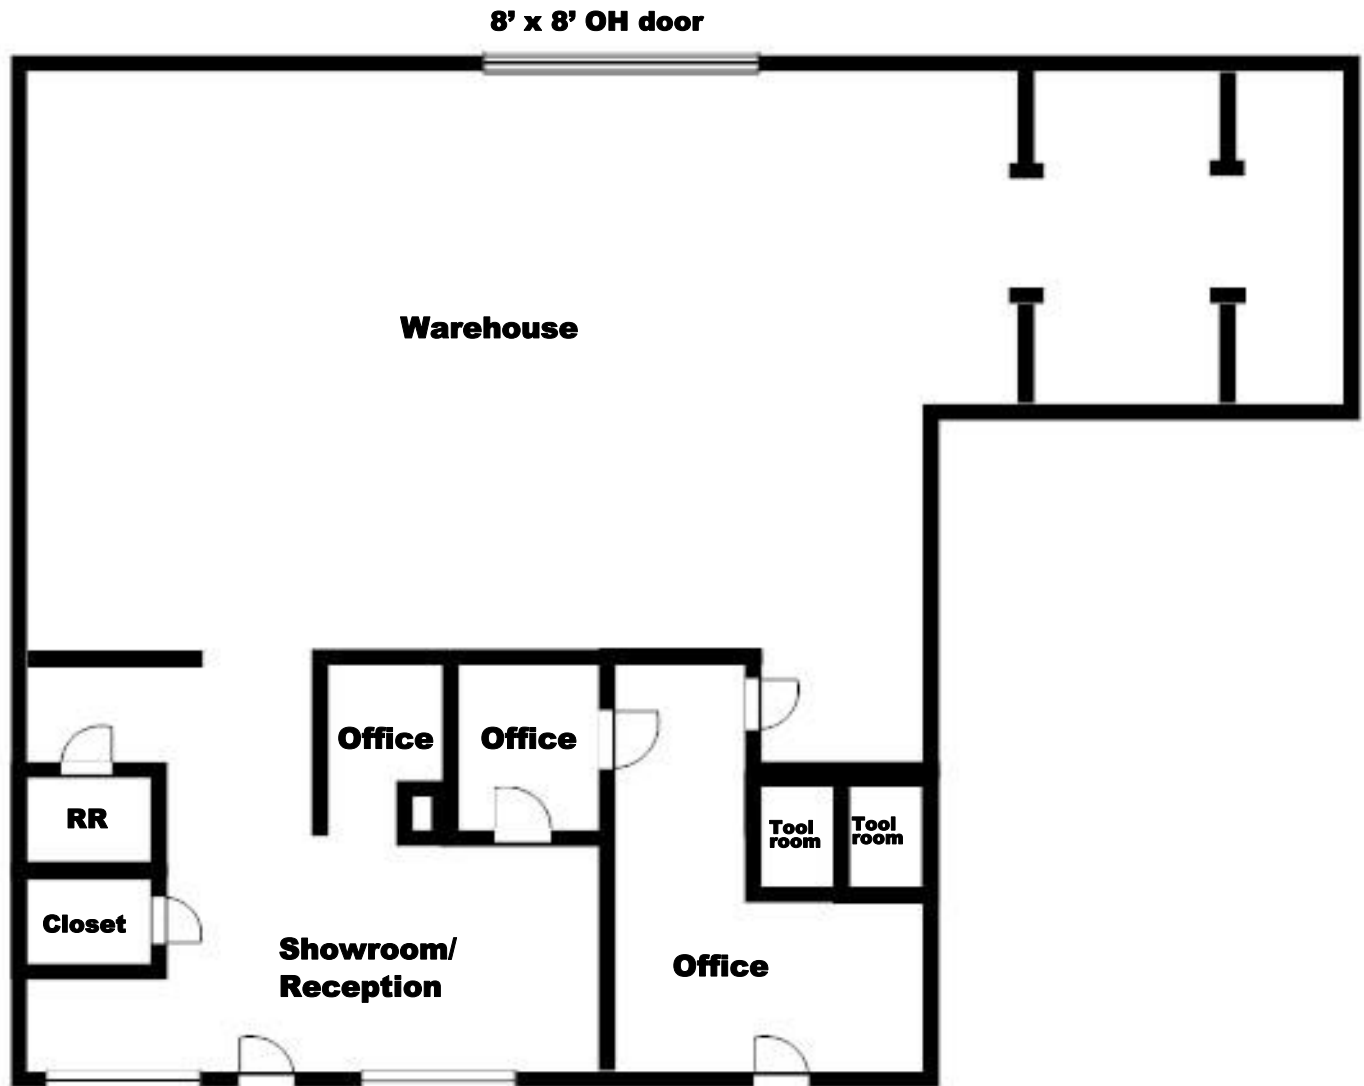 8’ x 8’ OH door
Warehouse
Office
Office
RR
Tool
room
Tool
room
Closet
Showroom/
Reception
Office